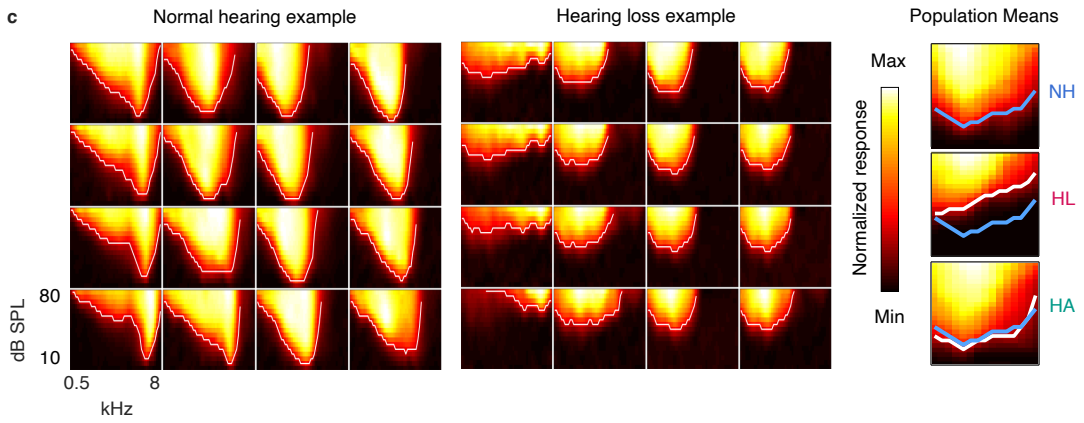 c
Normal hearing example
Hearing loss example
Population Means
Max
Normalized response
Min
NH
HL
HA
80
dB SPL
10
0.5
8
kHz